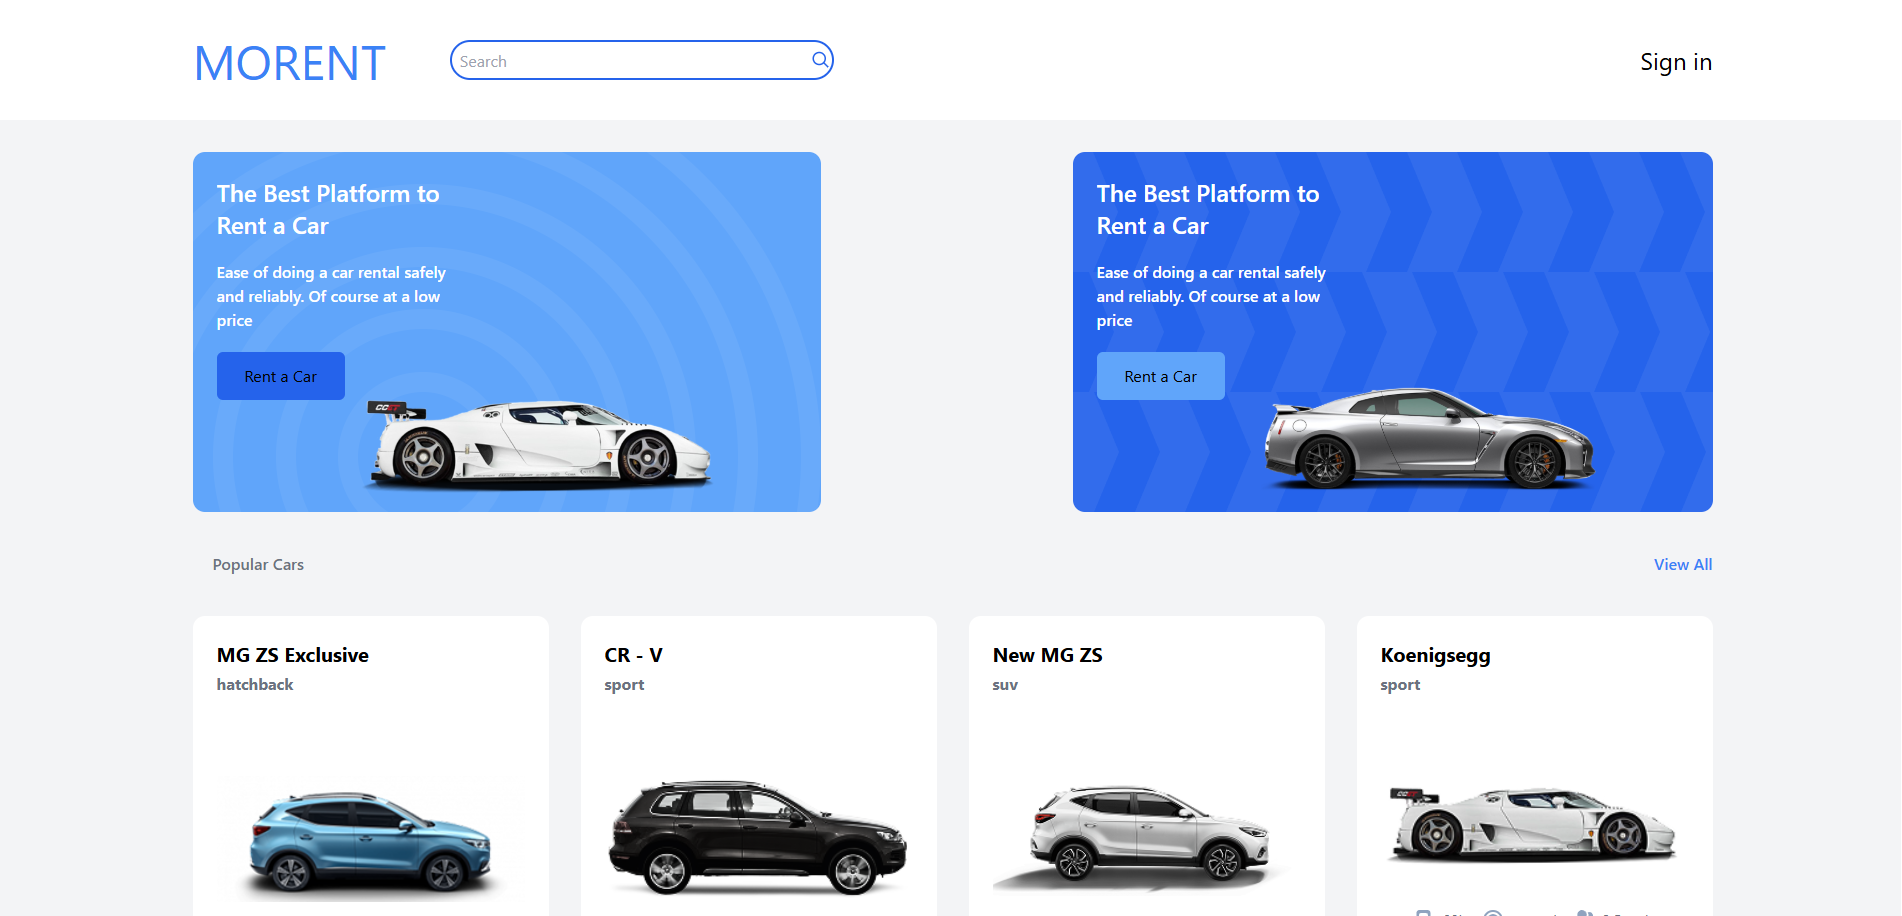 MORENT
Search
Sign in
The Best Platform to
Rent a Car
Ease of doing a car rental safely
and reliably. Of course at a low
price
Rent a Car
The Best Platform to
Rent a Car
Ease of doing a car rental safely
and reliably. Of course at a low
price
Rent a Car
Popular Cars
View All
MG ZS Exclusive
hatchback
CR - V
sport
New MG ZS
suv
Koenigsegg
sport